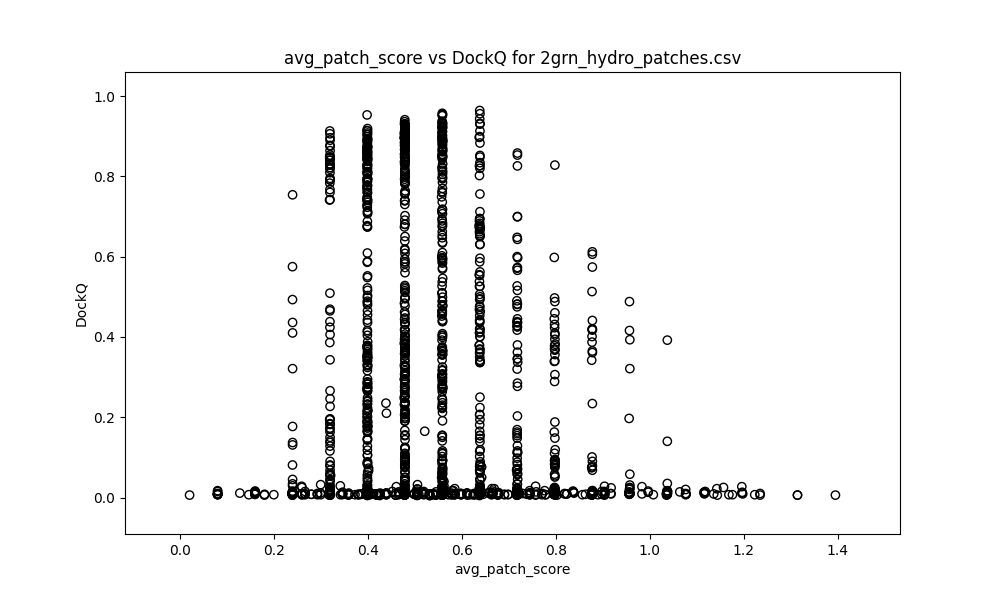 avg_patch_score vs DockQ for 2grn_hydro_patches.csv
1.0
0.8
0.6
0.4
0.2
0.0
DockQ
0.0 0.2 0.4 0.6 0.8 1.0 1.2 1.4
avg_patch_score